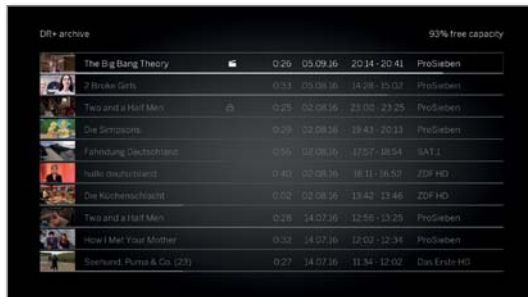 DR+ archive 93% free capacity
The Big Bang Theory 0:26 05.09.16 20:14 - 20:41 ProSieben
2 Broke Girls 0:33 05.08.16 14:28 - 15:02 ProSieben
Two and a Half Men 0:25 02.08.16 23:00 - 23:25 ProSieben
Die Simpsons 0:29 02.08.16 19:43 - 20:13 ProSieben
Fahndung Deutschland 0:56 02.08.16 17:57 - 18:54 SAT.1
hallo deutschland 0:40 02.08.16 16:11 - 16:52 ZDF HD
Die Küchenschlacht 0:02 02.08.16 13:42 - 13:46 ZDF HD
Two and a Half Men 0:28 14.07.16 12:56 - 13:25 ProSieben
How I Met Your Mother 0:32 14.07.16 12:02 - 12:34 ProSieben
Seehund, Puma & Co. (23) 0:27 14.07.16 11:34 - 12:02 Das Erste HD